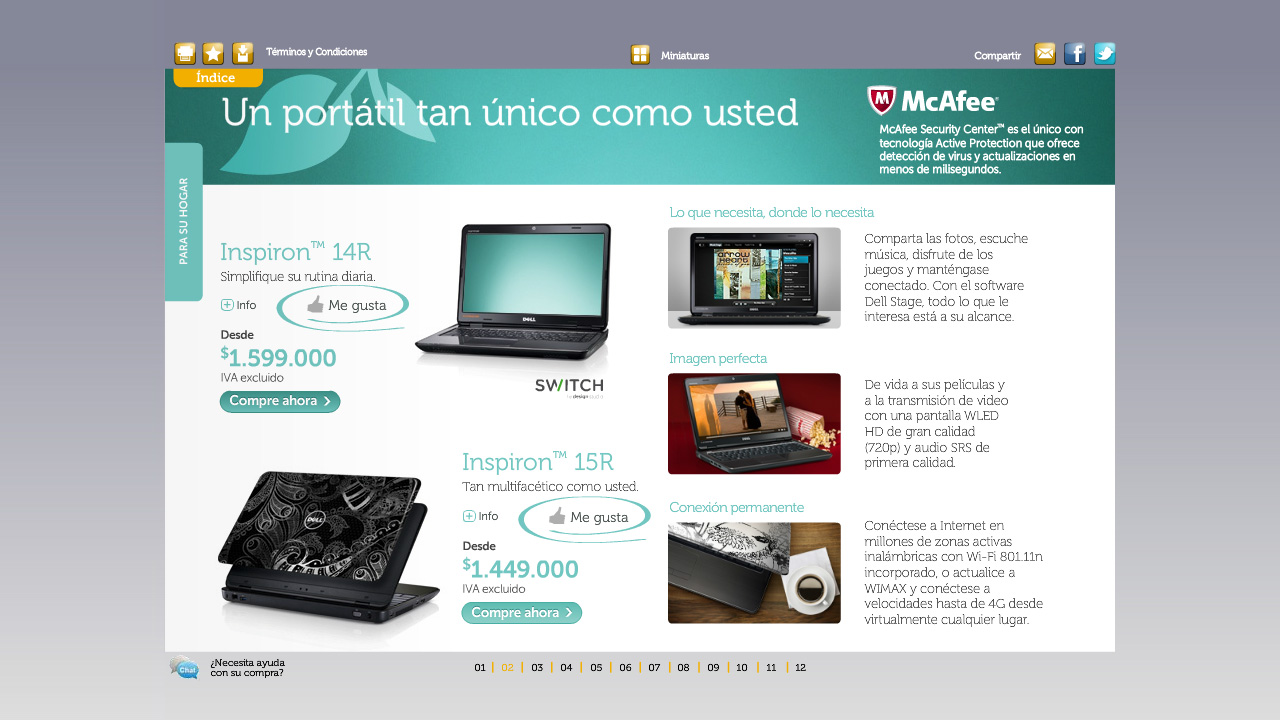 Términos y Condiciones
Miniaturas
Compartir
Índice
Un portátil tan único como usted
McAfee®
McAfee Security Center™ es el único con
tecnología Active Protection que ofrece
detección de virus y actualizaciones en
menos de milisegundos.
PARA SU HOGAR
Inspiron™ 14R
Simplifique su rutina diaria.
Info
Me gusta
Desde
$1.599.000
IVA excluido
Compre ahora
DELL
SWITCH
by design studio
Inspiron™ 15R
Tan multifacético como usted.
Info
Me gusta
Desde
$1.449.000
IVA excluido
Compre ahora
DELL
Lo que necesita, donde lo necesita
Comparta las fotos, escuche
música, disfrute de los
juegos y manténgase
conectado. Con el software
Dell Stage, todo lo que le
interesa está a su alcance.
Imagen perfecta
De vida a sus películas y
a la transmisión de video
con una pantalla WLED
HD de gran calidad
(720p) y audio SRS de
primera calidad.
Conexión permanente
Conéctese a Internet en
millones de zonas activas
inalámbricas con Wi-Fi 801.11n
incorporado, o actualice a
WIMAX y conéctese a
velocidades hasta de 4G desde
virtualmente cualquier lugar.
Chat
¿Necesita ayuda
con su compra?
01 | 02 | 03 | 04 | 05 | 06 | 07 | 08 | 09 | 10 | 11 | 12